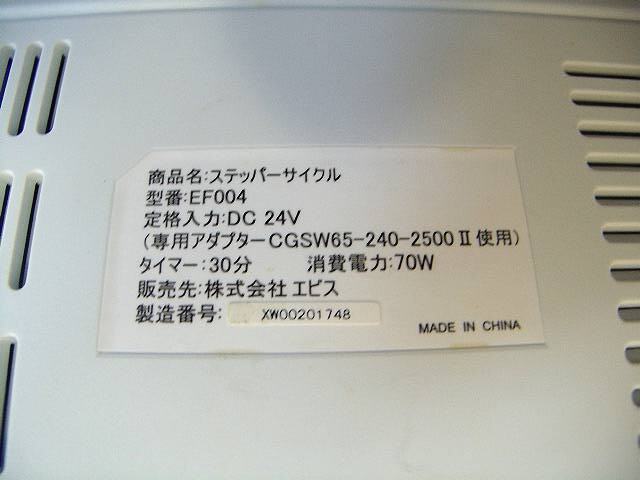 商品名:ステッパーサイクル
型番:EF004
定格入力:DC 24V
(専用アダプターCGSW65-240-2500Ⅱ使用)
タイマー:30分 消費電力:70W
販売先:株式会社エビス
製造番号: XW00201748
MADE IN CHINA